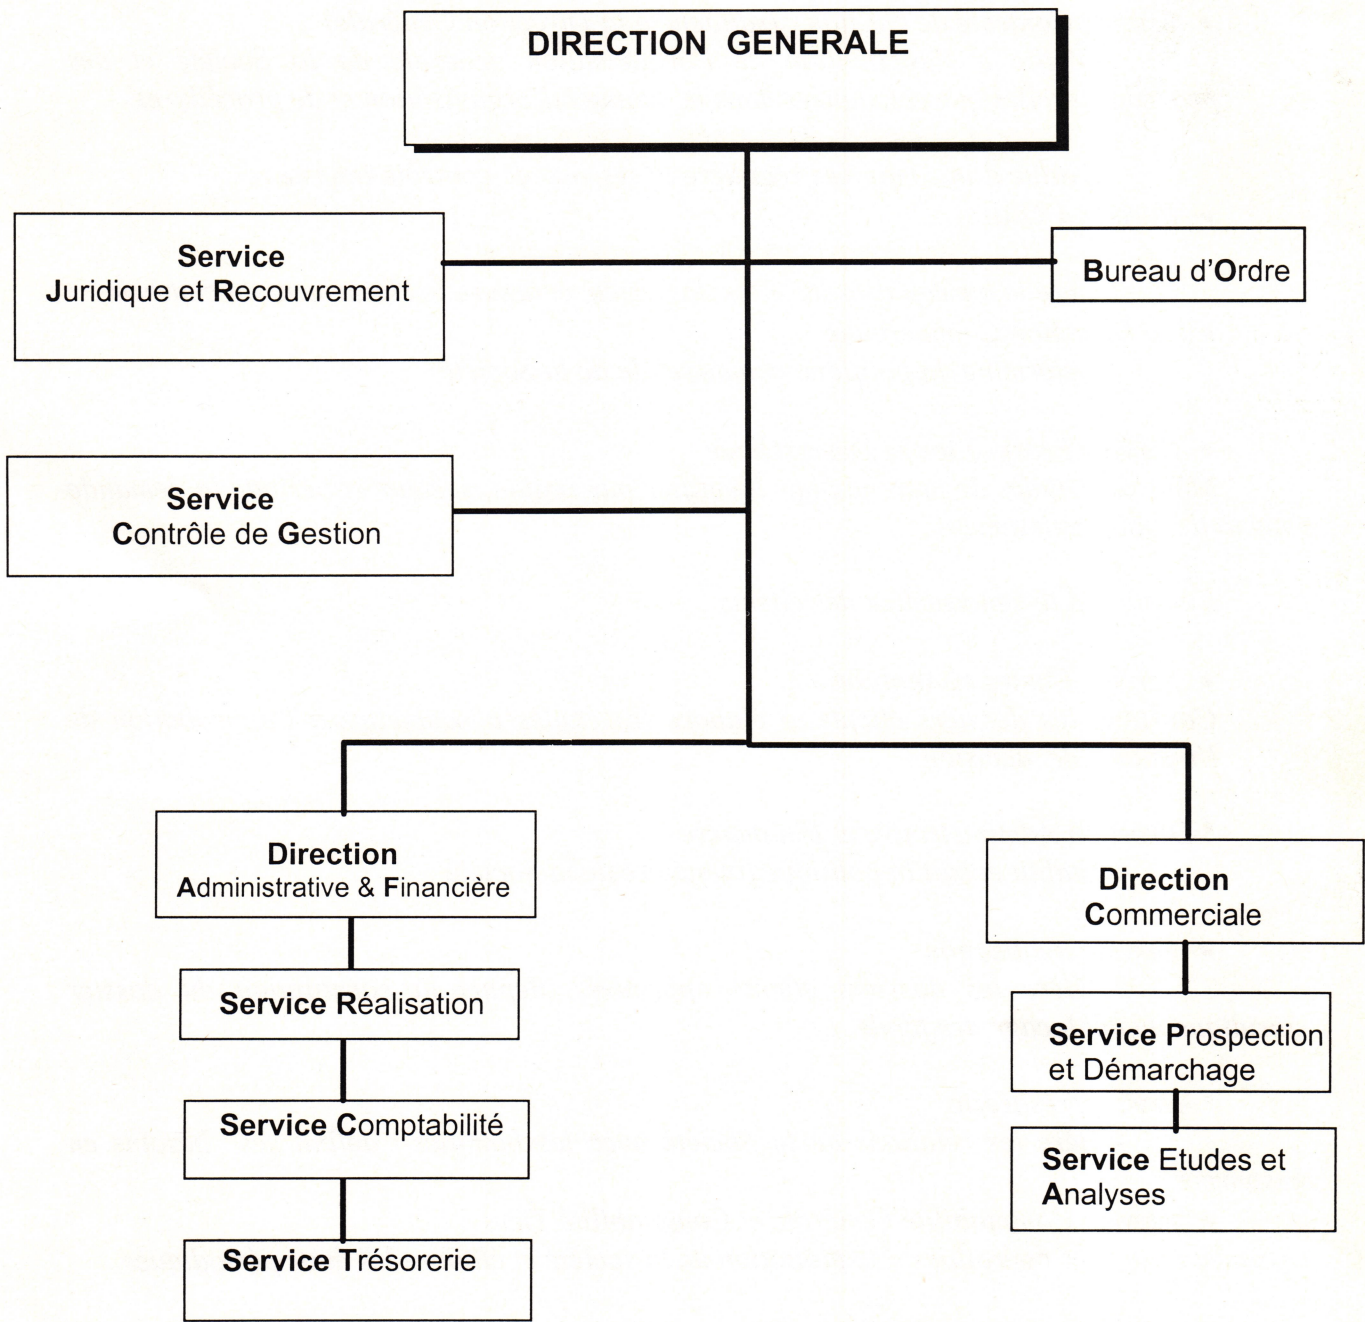 DIRECTION GENERALE
Service
Juridique et Recouvrement
Bureau d'Ordre
Service
Contrôle de Gestion
Direction
Administrative & Financière
Direction
Commerciale
Service Réalisation
Service Prospection
et Démarchage
Service Comptabilité
Service Etudes et
Analyses
Service Trésorerie